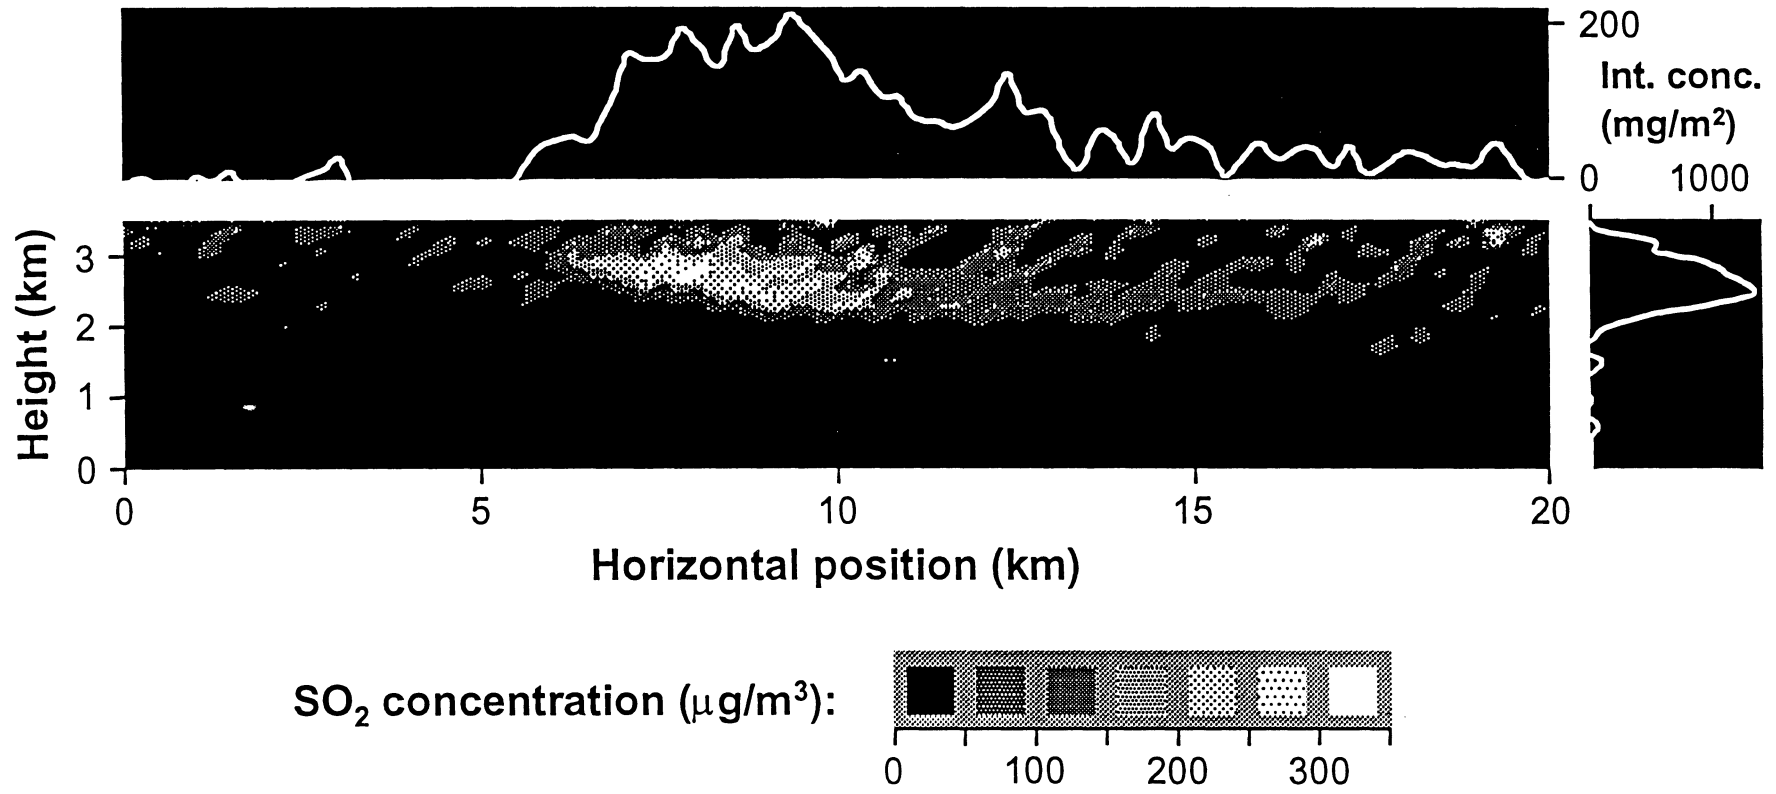 200
Int. conc.
(mg/m²)
0 1000
Height (km)
3
2
1
0
0 5 10 15 20
Horizontal position (km)
SO₂ concentration (μg/m³):
0 100 200 300